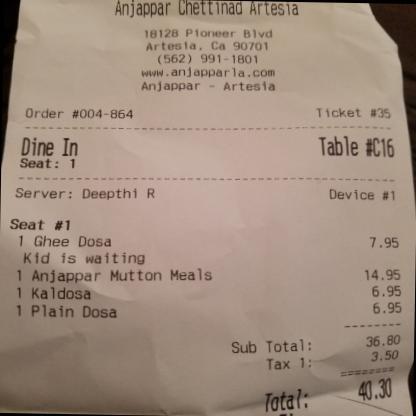 Anjappar Chettinad Artesia
18128 Pioneer Blvd
Artesia, Ca 90701
(562) 991-1801
www.anjapparla.com
Anjappar - Artesia
Order #004-864 Ticket #35
Dine In Table #C16
Seat: 1
Server: Deepthi R Device #1
Seat #1
1 Ghee Dosa 7.95
Kid is waiting
1 Anjappar Mutton Meals 14.95
1 Kaldosa 6.95
1 Plain Dosa 6.95
Sub Total: 36.80
Tax 1: 3.50
Total: 40.30